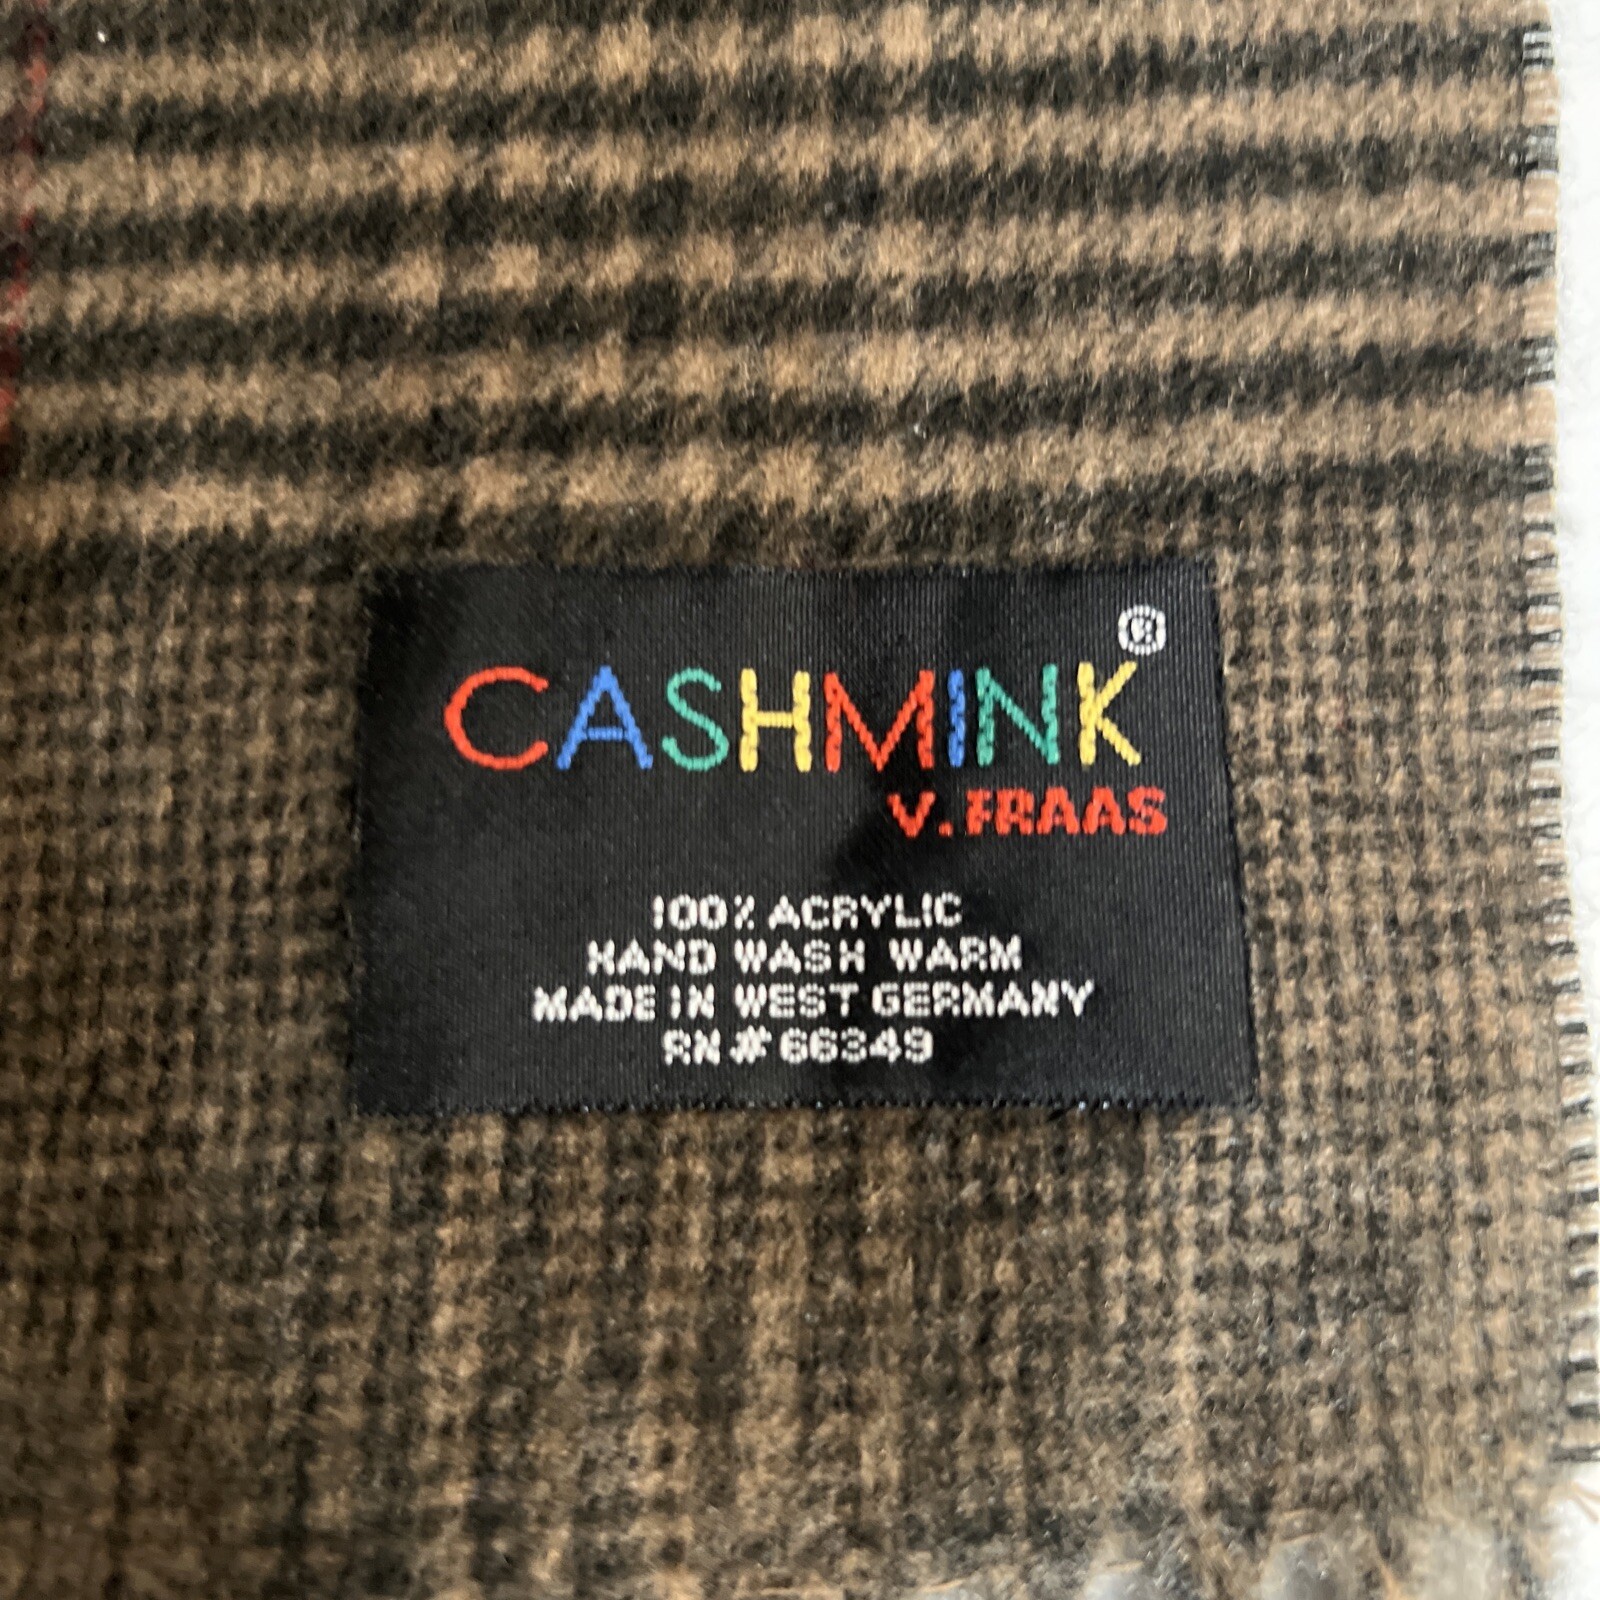 CASHMINK®
V. FRAAS
100% ACRYLIC
HAND WASH WARM
MADE IN WEST GERMANY
RN # 66349